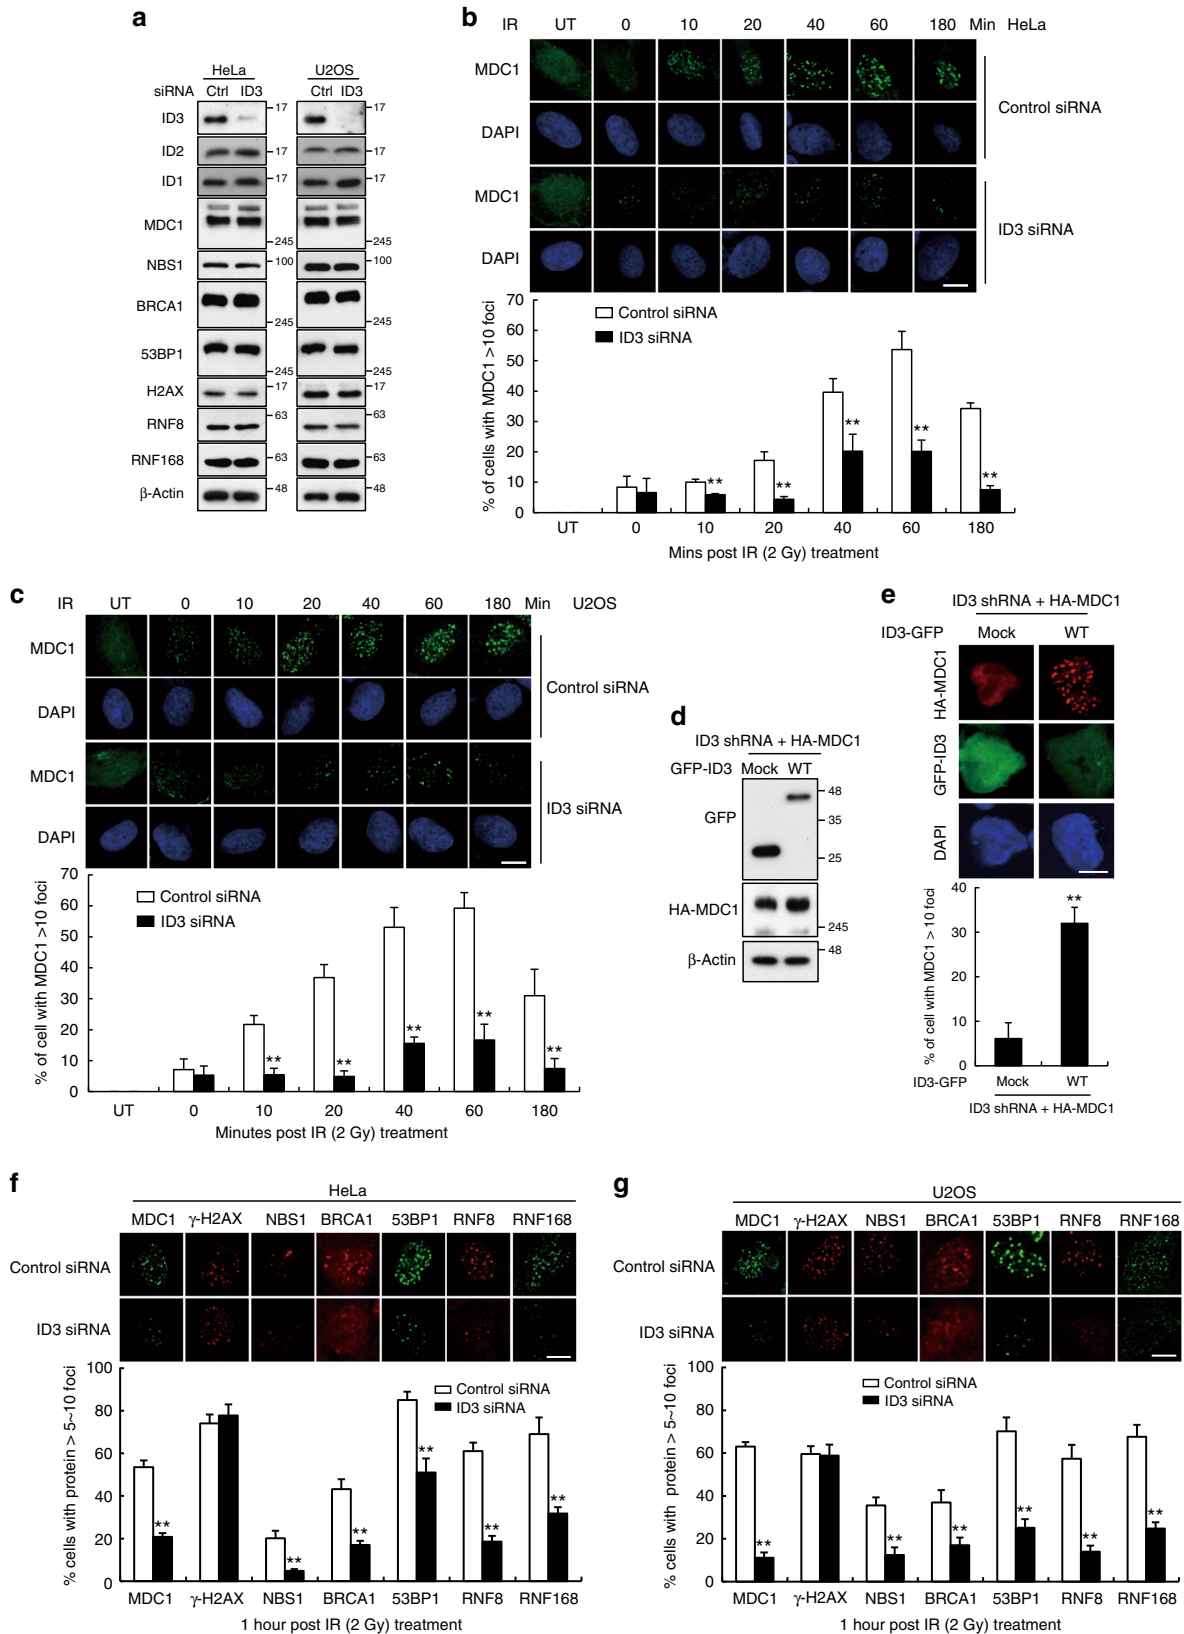 a
HeLa U2OS
siRNA Ctrl ID3 Ctrl ID3
ID3 17 17
ID2 17 17
ID1 17 17
MDC1 245 245
NBS1 100 100
BRCA1 245 245
53BP1 245 245
H2AX 17 17
RNF8 63 63
RNF168 63 63
β-Actin 48 48
b
IR UT 0 10 20 40 60 180 Min HeLa
MDC1
DAPI
Control siRNA
MDC1
DAPI
ID3 siRNA
% of cells with MDC1 >10 foci
70
60
50
40
30
20
10
0
Control siRNA
ID3 siRNA
** ** ** ** **
UT 0 10 20 40 60 180
Mins post IR (2 Gy) treatment
c
IR UT 0 10 20 40 60 180 Min U2OS
MDC1
DAPI
Control siRNA
MDC1
DAPI
ID3 siRNA
% of cell with MDC1 >10 foci
70
60
50
40
30
20
10
0
Control siRNA
ID3 siRNA
** ** ** ** **
UT 0 10 20 40 60 180
Minutes post IR (2 Gy) treatment
d
ID3 shRNA + HA-MDC1
GFP-ID3 Mock WT
GFP 48 35 25
HA-MDC1 245
β-Actin 48
e
ID3 shRNA + HA-MDC1
ID3-GFP Mock WT
HA-MDC1
GFP-ID3
DAPI
% of cell with MDC1 > 10 foci
40
30
20
10
0
**
ID3-GFP Mock WT
ID3 shRNA + HA-MDC1
f
HeLa
MDC1 γ-H2AX NBS1 BRCA1 53BP1 RNF8 RNF168
Control siRNA
ID3 siRNA
% cells with protein > 5~10 foci
100
80
60
40
20
0
Control siRNA
ID3 siRNA
** ** ** ** ** **
MDC1 γ-H2AX NBS1 BRCA1 53BP1 RNF8 RNF168
1 hour post IR (2 Gy) treatment
g
U2OS
MDC1 γ-H2AX NBS1 BRCA1 53BP1 RNF8 RNF168
Control siRNA
ID3 siRNA
% cells with protein > 5~10 foci
100
80
60
40
20
0
Control siRNA
ID3 siRNA
** ** ** ** ** **
MDC1 γ-H2AX NBS1 BRCA1 53BP1 RNF8 RNF168
1 hour post IR (2 Gy) treatment